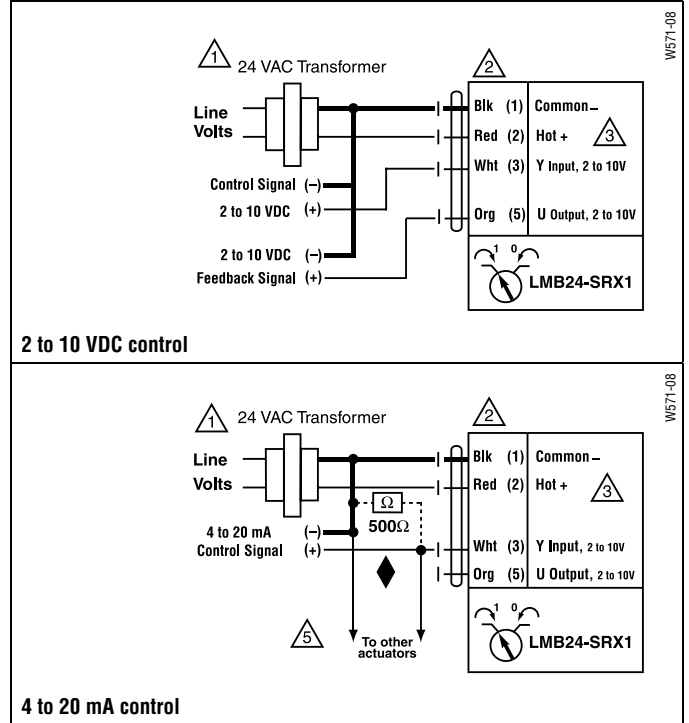 W571-08
1
24 VAC Transformer
2
Line
Volts
Blk (1) Common –
Red (2) Hot +
3
Wht (3) Y Input, 2 to 10V
Control Signal (–)
2 to 10 VDC (+)
Org (5) U Output, 2 to 10V
2 to 10 VDC (–)
Feedback Signal (+)
1 0
LMB24-SRX1
2 to 10 VDC control
W571-08
1
24 VAC Transformer
2
Line
Volts
Blk (1) Common –
Red (2) Hot +
3
Ω
500Ω
4 to 20 mA (–)
Control Signal (+)
Wht (3) Y Input, 2 to 10V
Org (5) U Output, 2 to 10V
5
To other
actuators
1 0
LMB24-SRX1
4 to 20 mA control